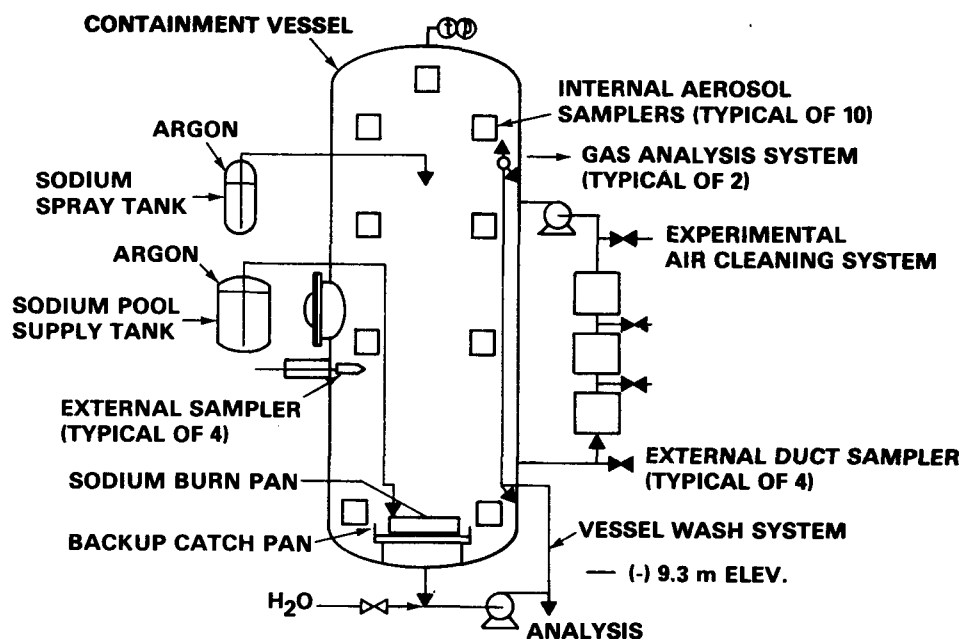 CONTAINMENT VESSEL
t p
INTERNAL AEROSOL
SAMPLERS (TYPICAL OF 10)
ARGON
SODIUM
SPRAY TANK
GAS ANALYSIS SYSTEM
(TYPICAL OF 2)
ARGON
SODIUM POOL
SUPPLY TANK
EXPERIMENTAL
AIR CLEANING SYSTEM
EXTERNAL SAMPLER
(TYPICAL OF 4)
EXTERNAL DUCT SAMPLER
(TYPICAL OF 4)
SODIUM BURN PAN
BACKUP CATCH PAN
VESSEL WASH SYSTEM
— (-) 9.3 m ELEV.
H₂O
ANALYSIS